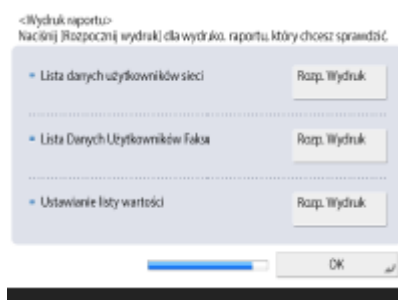 <Wydruk raportu>
Naciśnij [Rozpocznij wydruk] dla wydruko. raportu, który chcesz sprawdzić.
Lista danych użytkowników sieci
Rozp. Wydruk
Lista Danych Użytkowników Faksu
Rozp. Wydruk
Ustawianie listy wartości
Rozp. Wydruk
OK